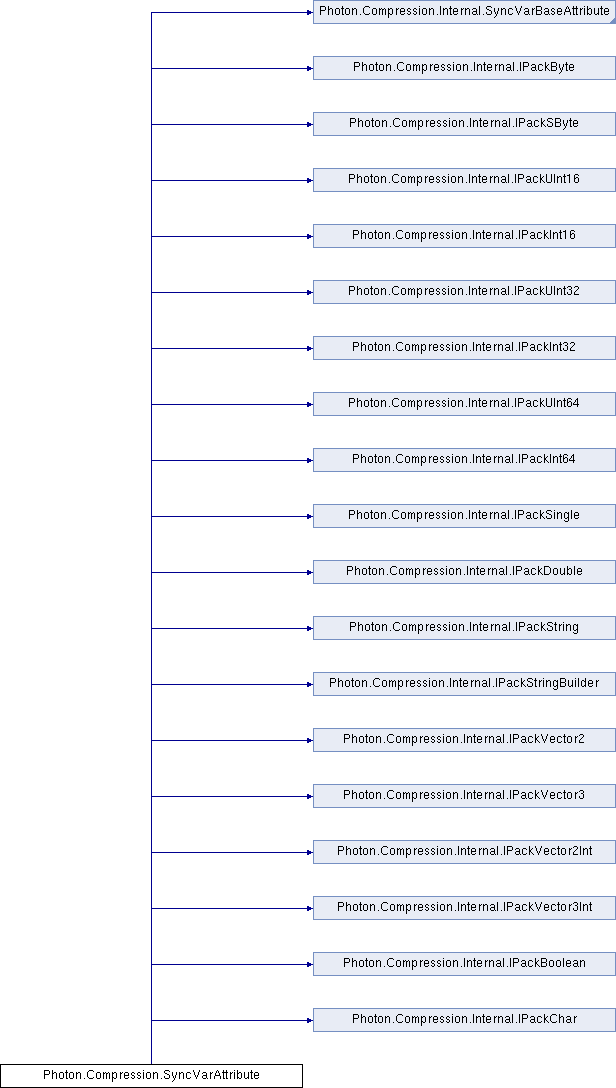 Photon.Compression.Internal.SyncVarBaseAttribute
Photon.Compression.Internal.IPackByte
Photon.Compression.Internal.IPackSByte
Photon.Compression.Internal.IPackUInt16
Photon.Compression.Internal.IPackInt16
Photon.Compression.Internal.IPackUInt32
Photon.Compression.Internal.IPackInt32
Photon.Compression.Internal.IPackUInt64
Photon.Compression.Internal.IPackInt64
Photon.Compression.Internal.IPackSingle
Photon.Compression.Internal.IPackDouble
Photon.Compression.Internal.IPackString
Photon.Compression.Internal.IPackStringBuilder
Photon.Compression.Internal.IPackVector2
Photon.Compression.Internal.IPackVector3
Photon.Compression.Internal.IPackVector2Int
Photon.Compression.Internal.IPackVector3Int
Photon.Compression.Internal.IPackBoolean
Photon.Compression.Internal.IPackChar
Photon.Compression.SyncVarAttribute